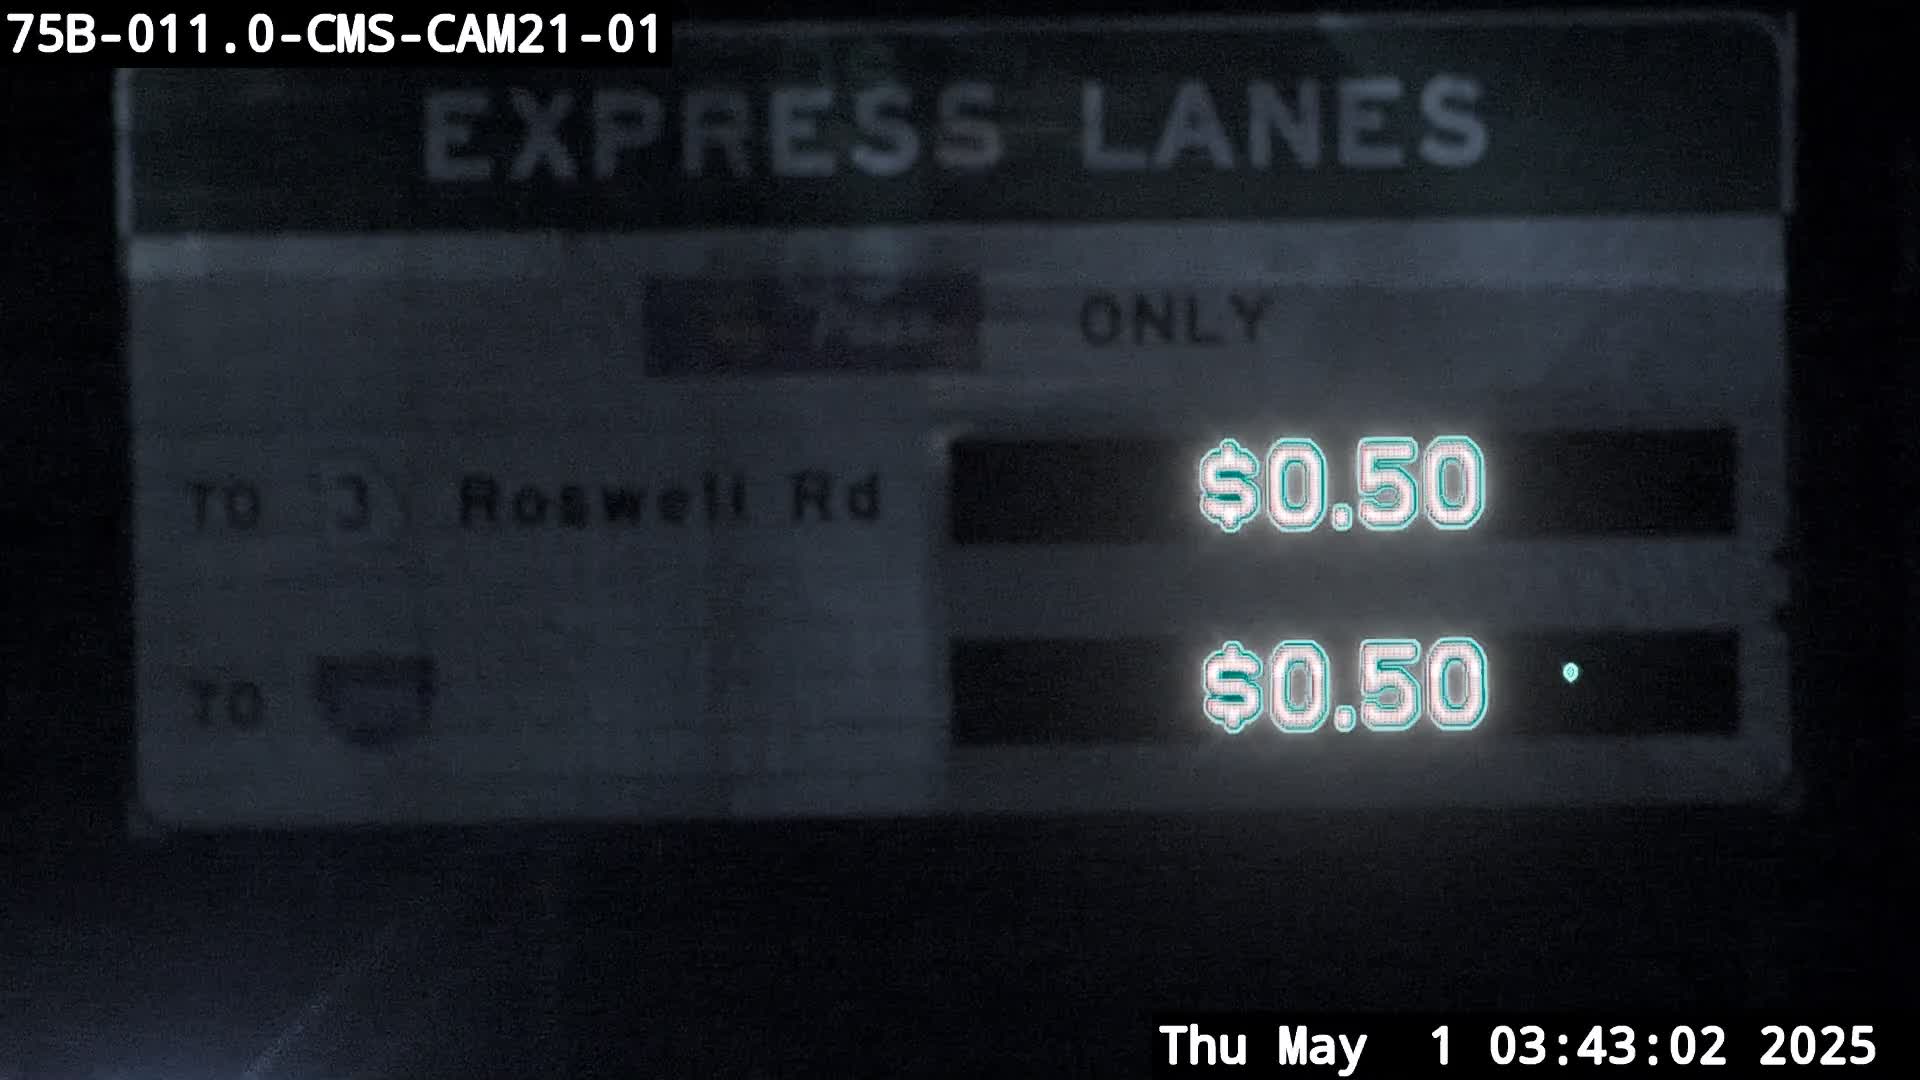 75B-011.0-CMS-CAM21-01
EXPRESS LANES
ONLY
TO Roswell Rd $0.50
TO $0.50
Thu May 1 03:43:02 2025